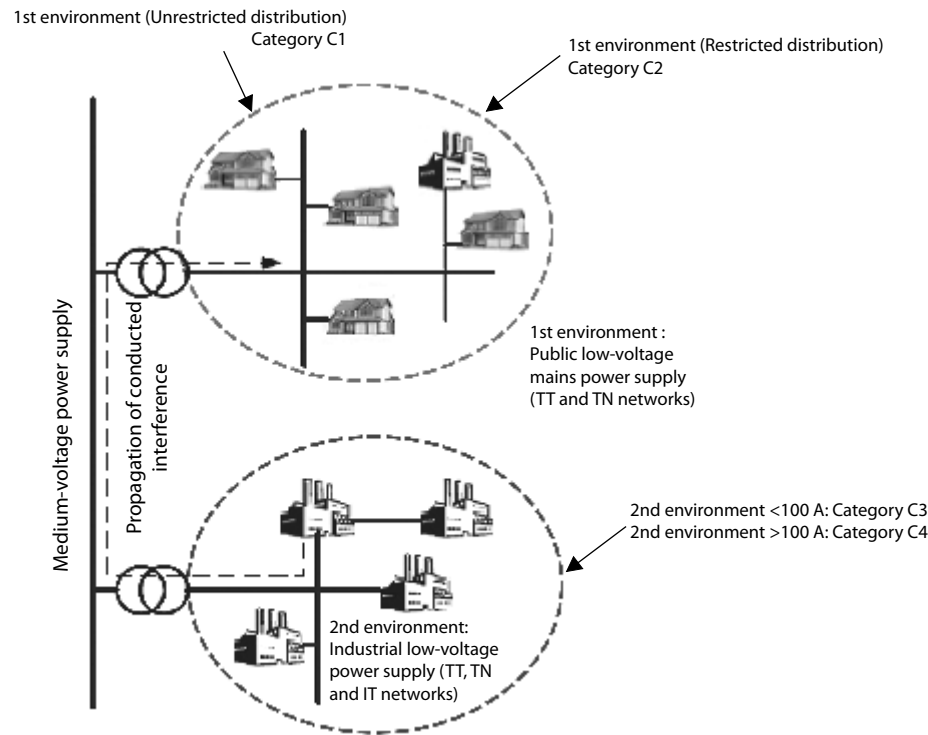 1st environment (Unrestricted distribution)
Category C1
1st environment (Restricted distribution)
Category C2
Medium-voltage power supply
Propagation of conducted
interference
1st environment :
Public low-voltage
mains power supply
(TT and TN networks)
2nd environment <100 A: Category C3
2nd environment >100 A: Category C4
2nd environment:
Industrial low-voltage
power supply (TT, TN
and IT networks)